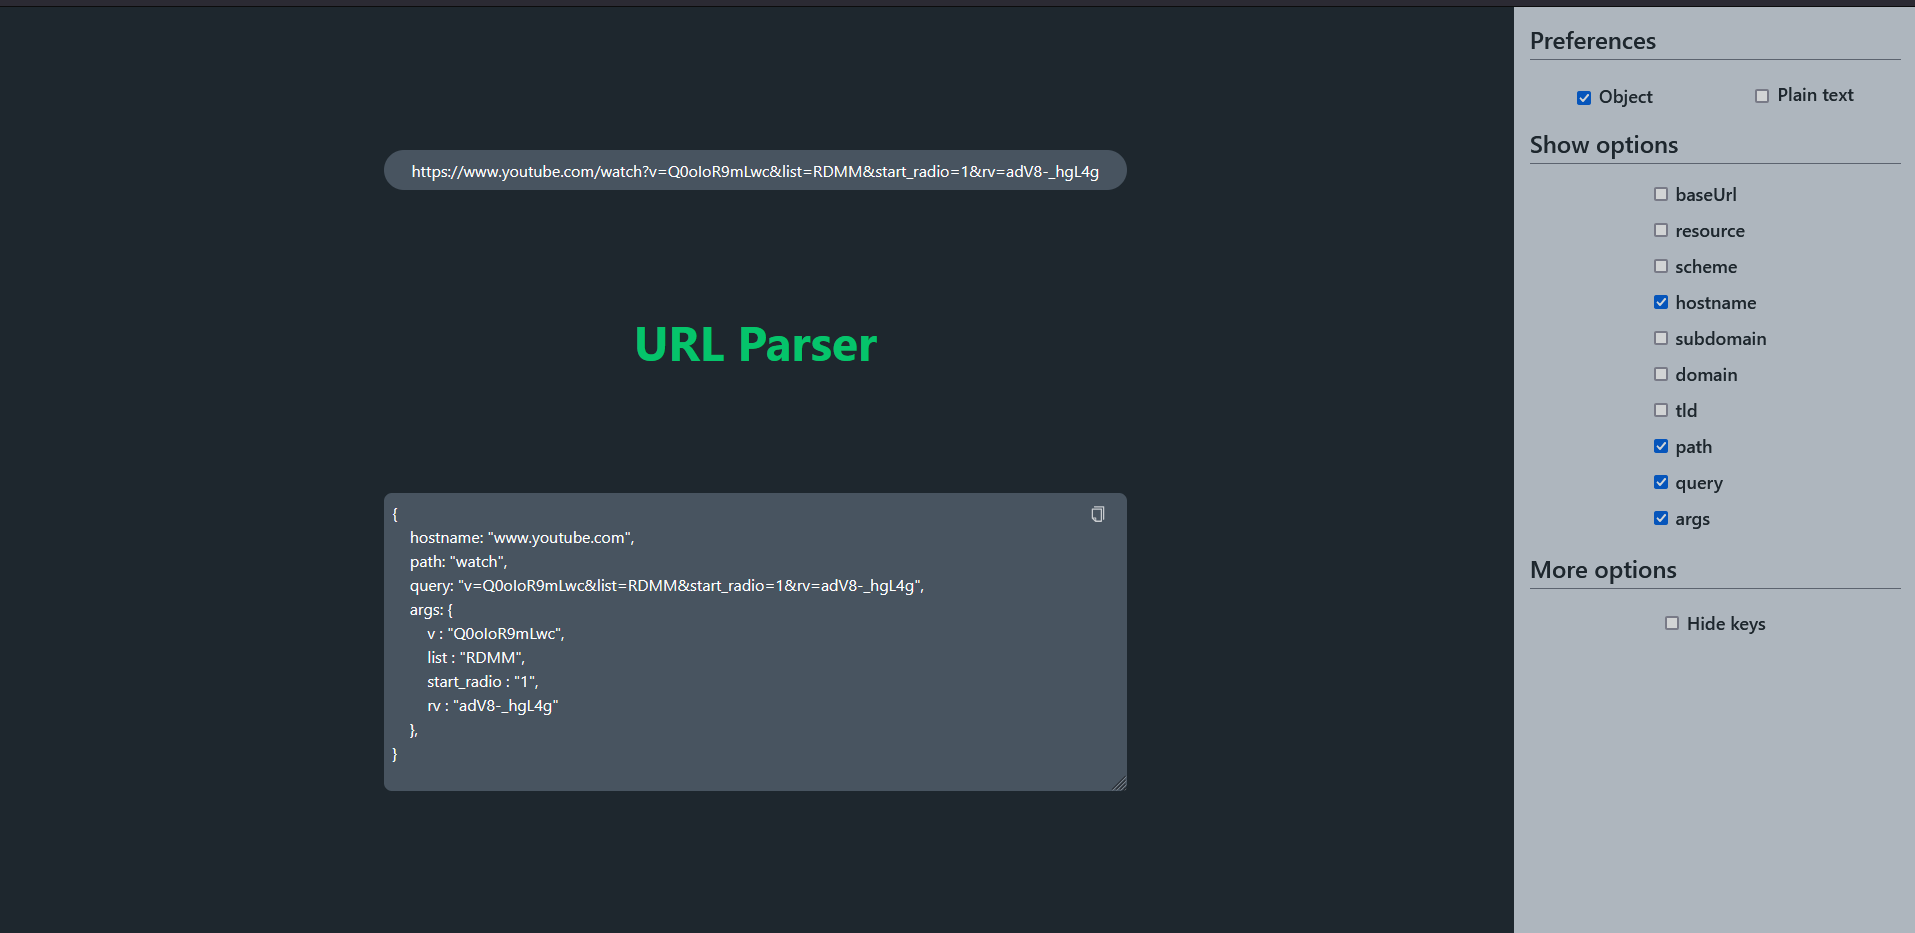 https://www.youtube.com/watch?v=Q0oIoR9mLwc&list=RDMM&start_radio=1&rv=adV8-_hgL4g
URL Parser
{
hostname: "www.youtube.com",
path: "watch",
query: "v=Q0oIoR9mLwc&list=RDMM&start_radio=1&rv=adV8-_hgL4g",
args: {
v : "Q0oIoR9mLwc",
list : "RDMM",
start_radio : "1",
rv : "adV8-_hgL4g"
},
}
Preferences
Object Plain text
Show options
baseUrl
resource
scheme
hostname
subdomain
domain
tld
path
query
args
More options
Hide keys